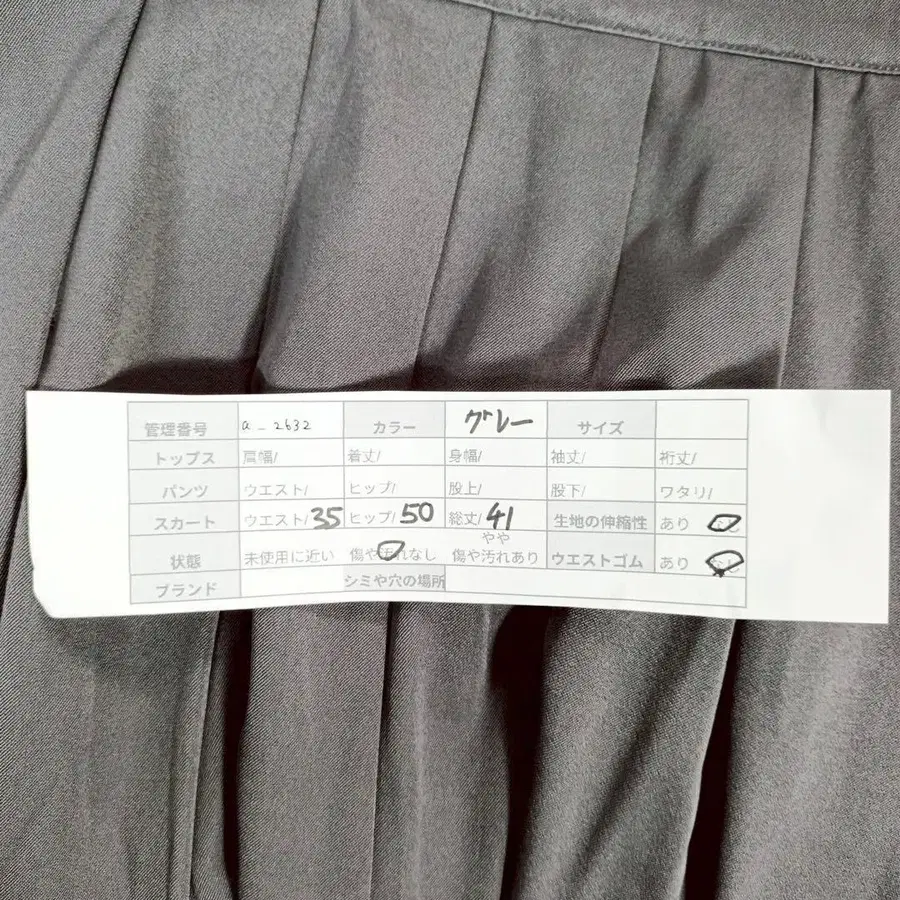 管理番号 a_2632 カラー グレー サイズ
トップス 肩幅/ 着丈/ 身幅/ 袖丈/ 裄丈/
パンツ ウエスト/ ヒップ/ 股上/ 股下/ ワタリ/
スカート ウエスト/35 ヒップ/50 総丈/41 生地の伸縮性 あり なし
状態 未使用に近い 傷や汚れなし やや傷や汚れあり ウエストゴム あり なし
ブランド シミや穴の場所